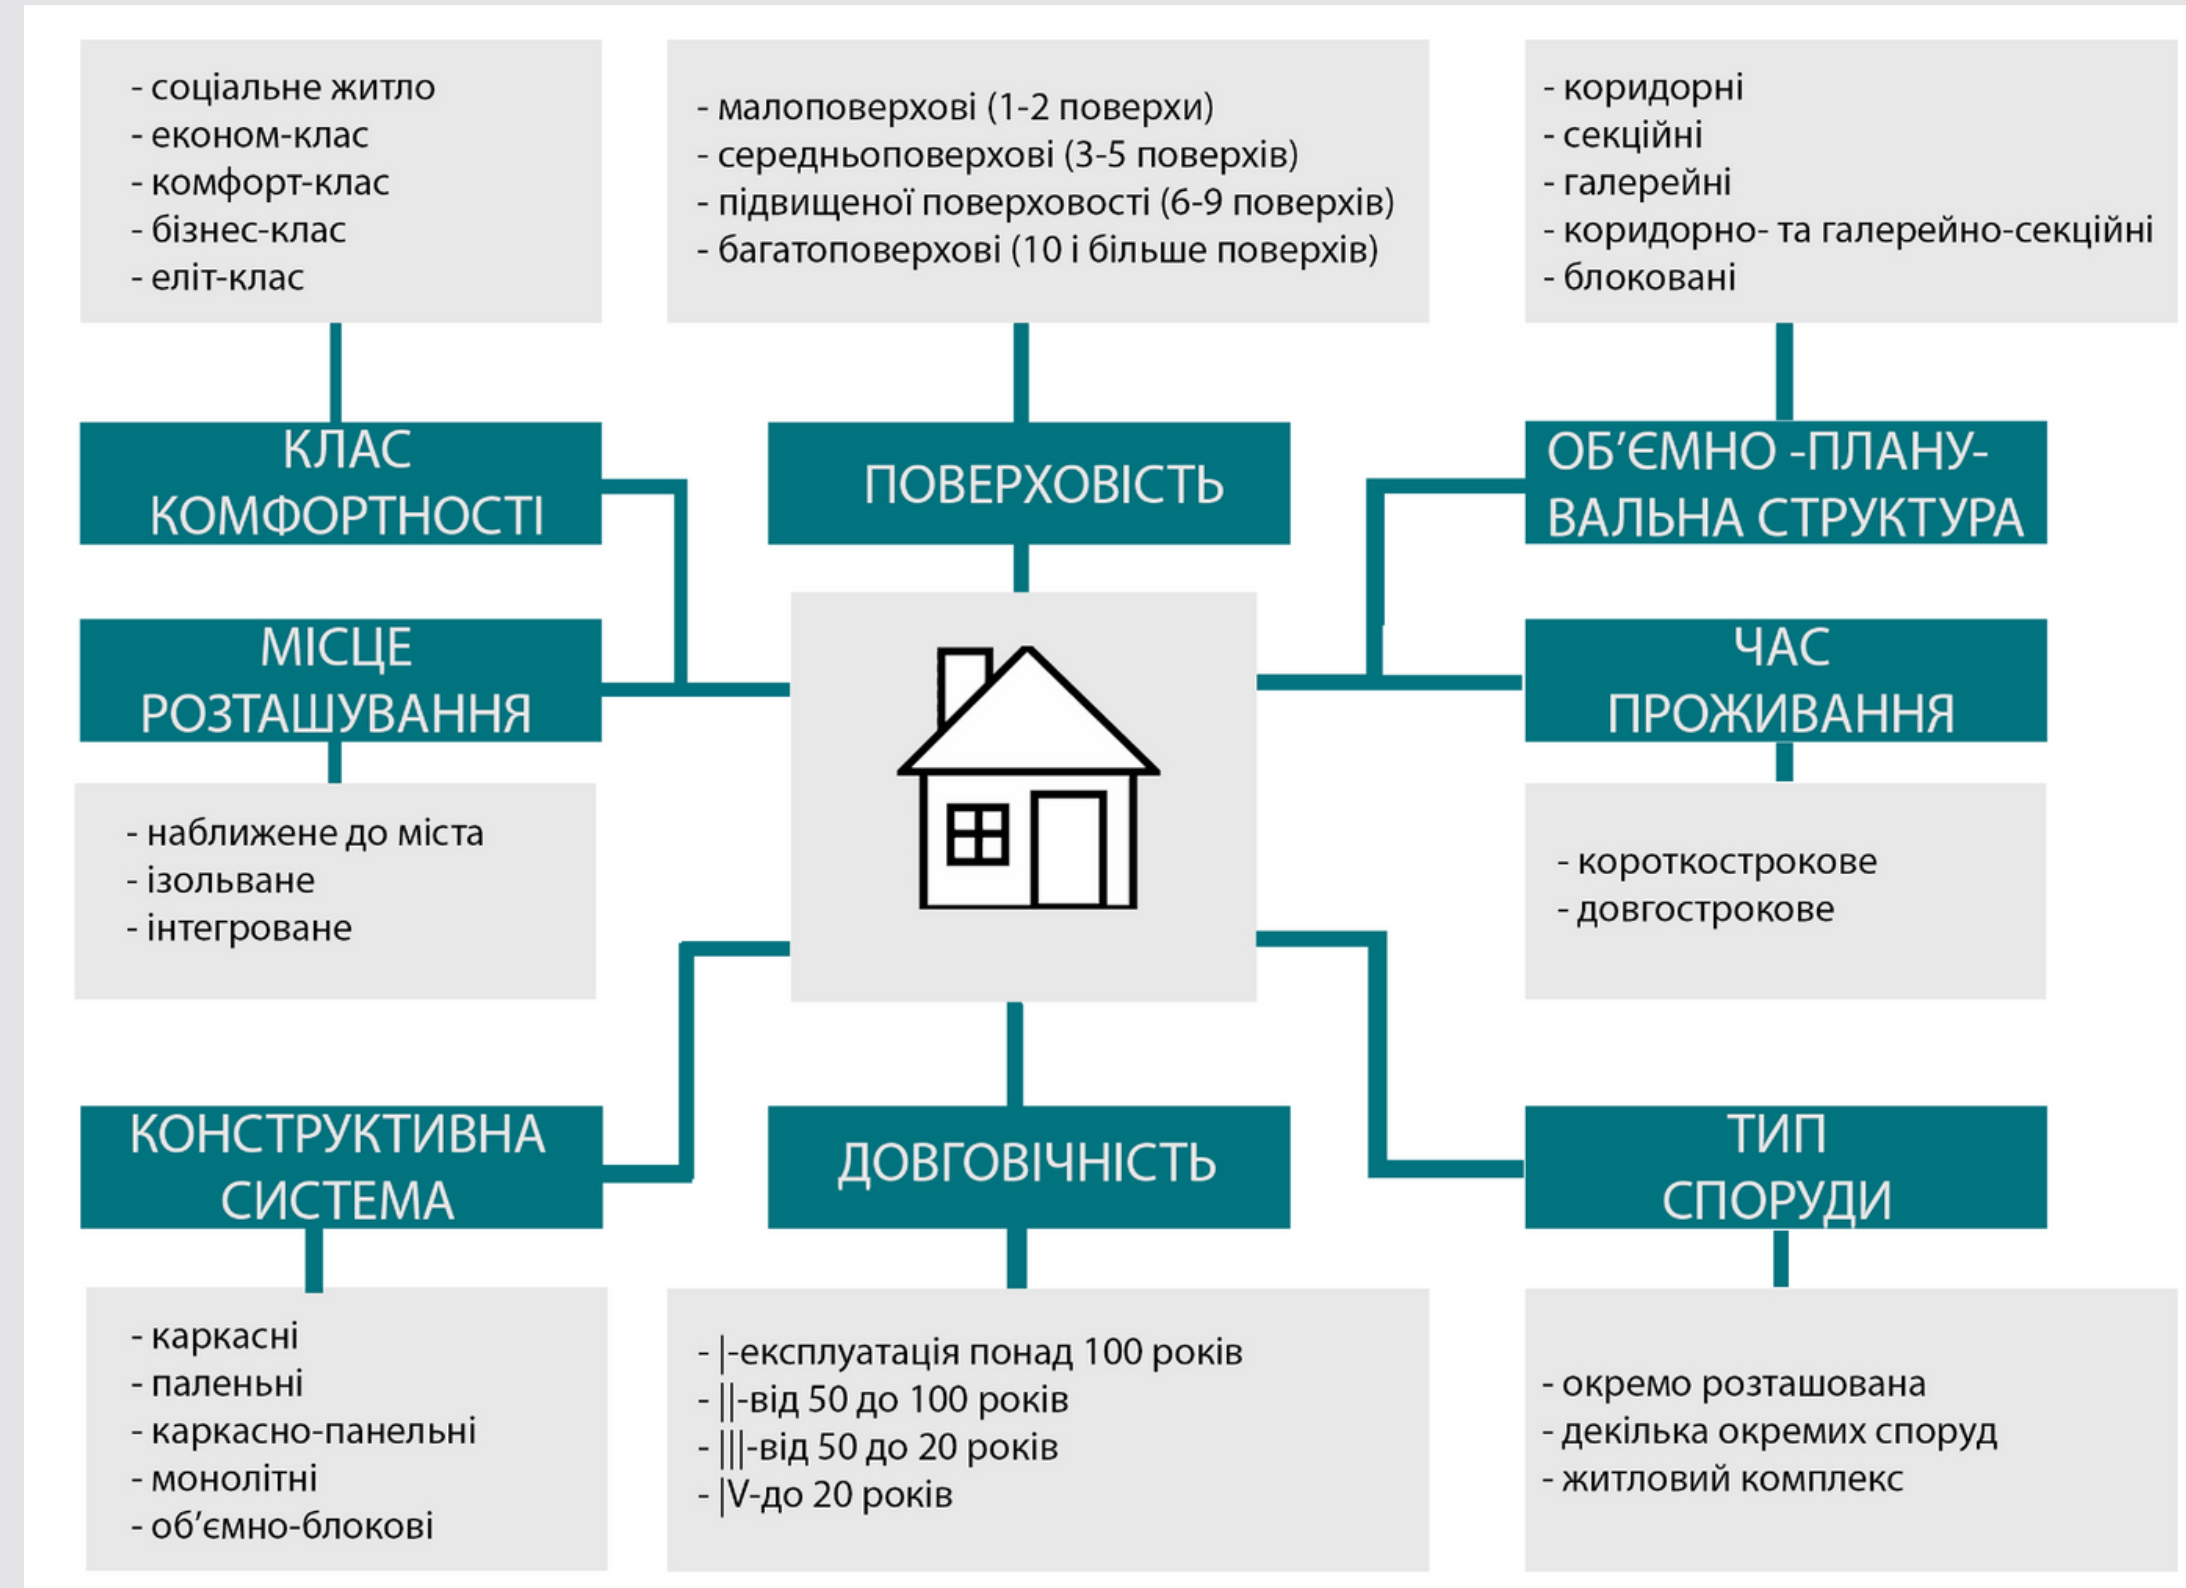 - соціальне житло
- економ-клас
- комфорт-клас
- бізнес-клас
- еліт-клас
- малоповерхові (1-2 поверхи)
- середньоповерхові (3-5 поверхів)
- підвищеної поверховості (6-9 поверхів)
- багатоповерхові (10 і більше поверхів)
- коридорні
- секційні
- галерейні
- коридорно- та галерейно-секційні
- блоковані
КЛАС
КОМФОРТНОСТІ
ПОВЕРХОВІСТЬ
ОБ’ЄМНО -ПЛАНУ-
ВАЛЬНА СТРУКТУРА
МІСЦЕ
РОЗТАШУВАННЯ
ЧАС
ПРОЖИВАННЯ
- наближене до міста
- ізольване
- інтегроване
- короткострокове
- довгострокове
КОНСТРУКТИВНА
СИСТЕМА
ДОВГОВІЧНІСТЬ
ТИП
СПОРУДИ
- каркасні
- паленьні
- каркасно-панельні
- монолітні
- об’ємно-блокові
- |-експлуатація понад 100 років
- ||-від 50 до 100 років
- |||-від 50 до 20 років
- |V-до 20 років
- окремо розташована
- декілька окремих споруд
- житловий комплекс